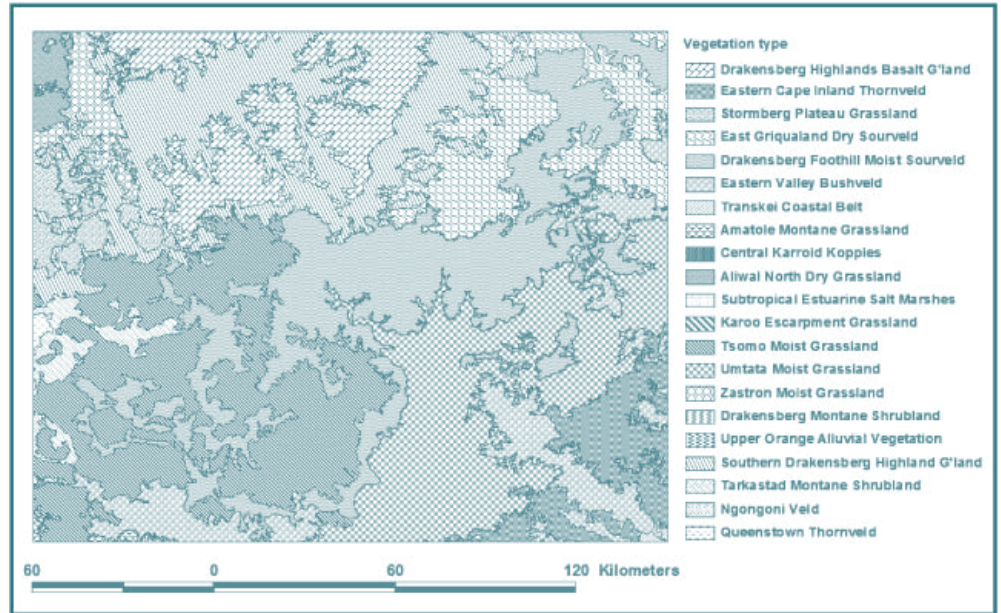 Vegetation type
Drakensberg Highlands Basalt G'land
Eastern Cape Inland Thornveld
Stormberg Plateau Grassland
East Griqualand Dry Sourveld
Drakensberg Foothill Moist Sourveld
Eastern Valley Bushveld
Transkei Coastal Belt
Amatole Montane Grassland
Central Karroid Koppies
Aliwal North Dry Grassland
Subtropical Estuarine Salt Marshes
Karoo Escarpment Grassland
Tsomo Moist Grassland
Umtata Moist Grassland
Zastron Moist Grassland
Drakensberg Montane Shrubland
Upper Orange Alluvial Vegetation
Southern Drakensberg Highland G'land
Tarkastad Montane Shrubland
Ngongoni Veld
Queenstown Thornveld
60 0 60 120 Kilometers